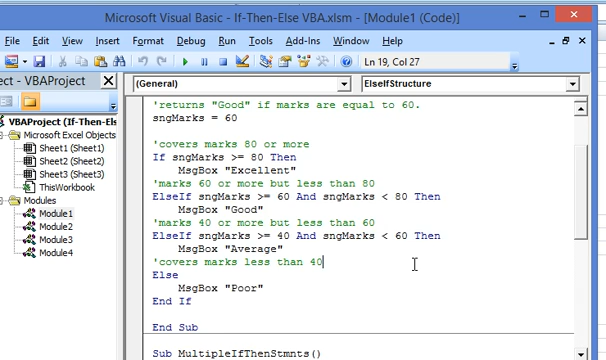 Microsoft Visual Basic - If-Then-Else VBA.xlsm - [Module1 (Code)]
File Edit View Insert Format Debug Run Tools Add-Ins Window Help
Ln 19, Col 27
ct - VBAProject
(General) ElseIfStructure
VBAProject (If-Then-Els
Microsoft Excel Objects
Sheet1 (Sheet1)
Sheet2 (Sheet2)
Sheet3 (Sheet3)
ThisWorkbook
Modules
Module1
Module2
Module3
Module4
'returns "Good" if marks are equal to 60.
sngMarks = 60
'covers marks 80 or more
If sngMarks >= 80 Then
MsgBox "Excellent"
'marks 60 or more but less than 80
ElseIf sngMarks >= 60 And sngMarks < 80 Then
MsgBox "Good"
'marks 40 or more but less than 60
ElseIf sngMarks >= 40 And sngMarks < 60 Then
MsgBox "Average"
'covers marks less than 40
Else
MsgBox "Poor"
End If
End Sub
Sub MultipleIfThenStmnts()